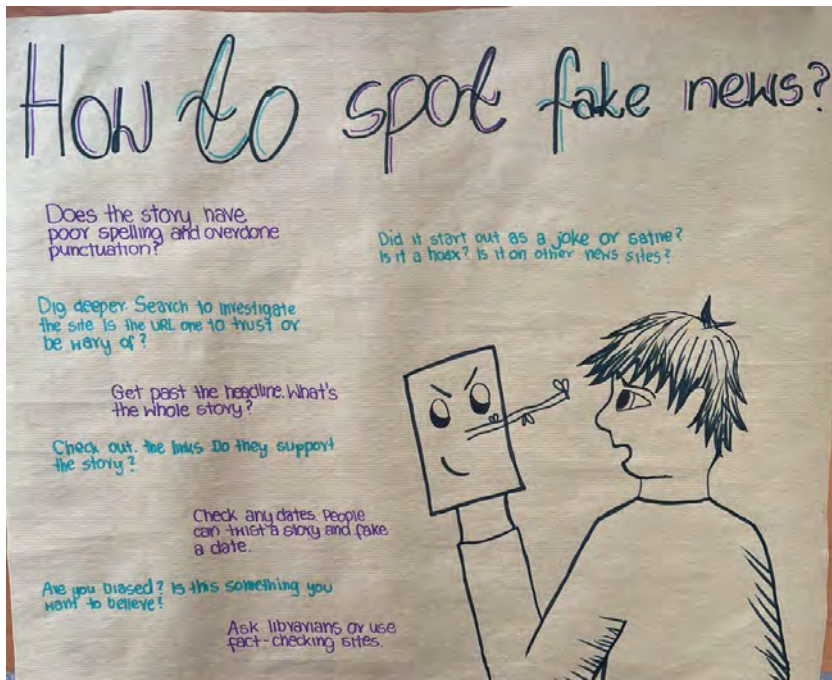 How to spot fake news?
Does the story have
poor spelling and overdone
punctuation?
Did it start out as a joke or satire?
Is it a hoax? Is it on other news sites?
Dig deeper. Search to investigate
the site Is the URL one to trust or
be wary of?
Get past the headline. What's
the whole story?
Check out. the links Do they support
the story?
Check any dates. People
can twist a story and fake
a date.
Are you biased? Is this something you
want to believe?
Ask librarians or use
fact-checking sites.